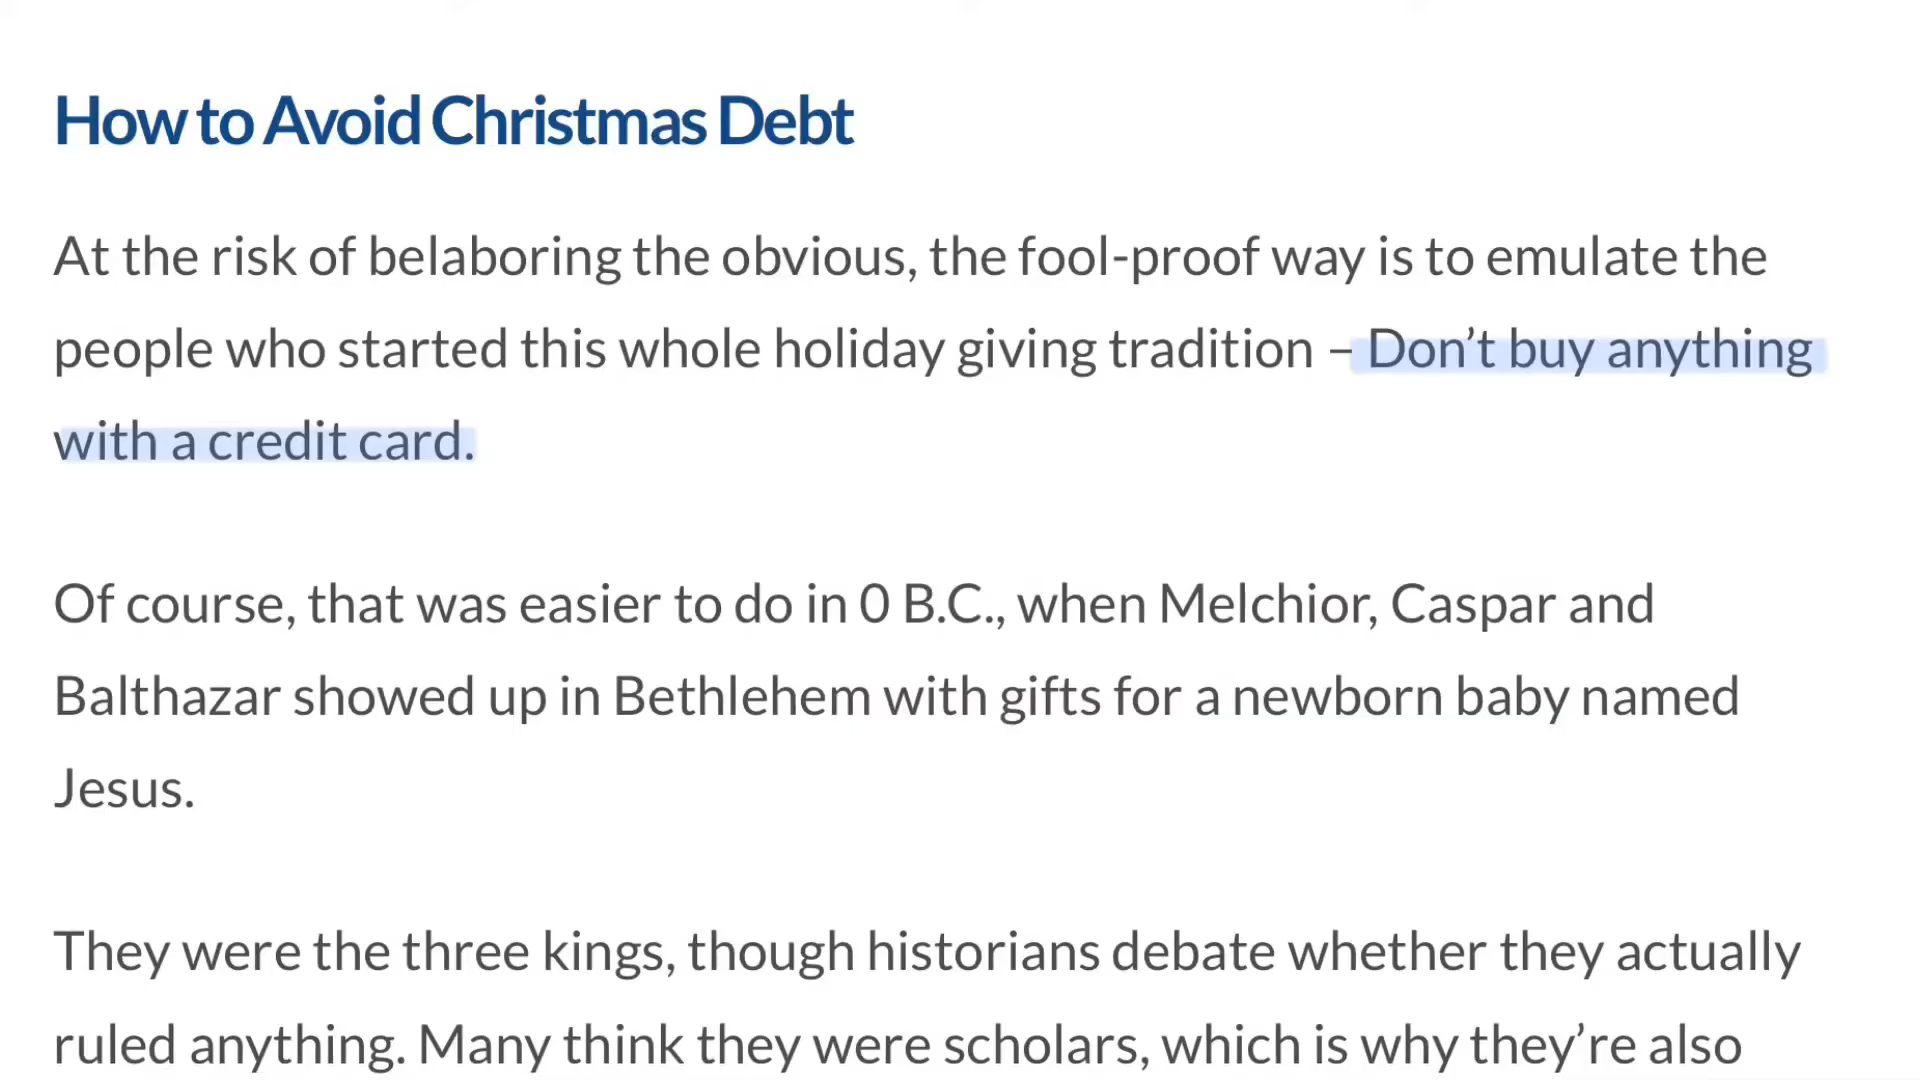 How to Avoid Christmas Debt
At the risk of belaboring the obvious, the fool-proof way is to emulate the
people who started this whole holiday giving tradition – Don’t buy anything
with a credit card.
Of course, that was easier to do in 0 B.C., when Melchior, Caspar and
Balthazar showed up in Bethlehem with gifts for a newborn baby named
Jesus.
They were the three kings, though historians debate whether they actually
ruled anything. Many think they were scholars, which is why they’re also